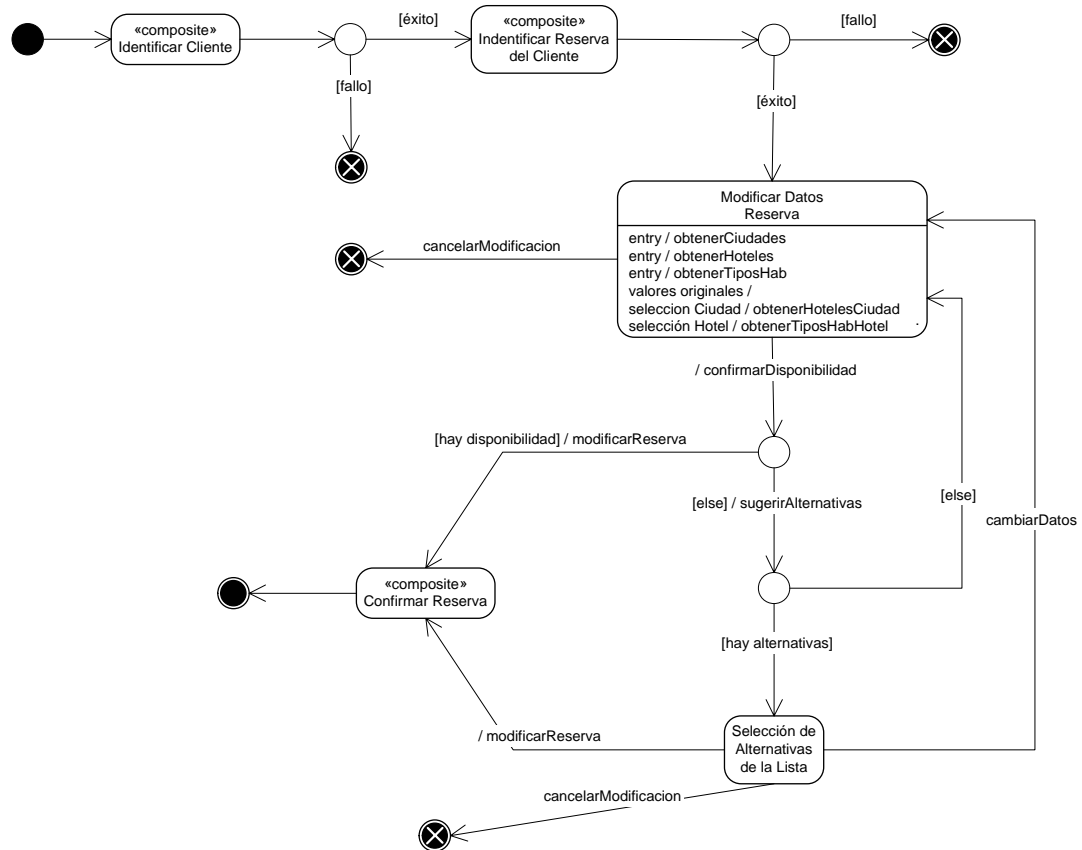 [éxito]
[fallo]
«composite»
Identificar Cliente
«composite»
Indentificar Reserva
del Cliente
[fallo]
[éxito]
Modificar Datos
Reserva
cancelarModificacion
entry / obtenerCiudades
entry / obtenerHoteles
entry / obtenerTiposHab
valores originales /
seleccion Ciudad / obtenerHotelesCiudad
selección Hotel / obtenerTiposHabHotel
/ confirmarDisponibilidad
[hay disponibilidad] / modificarReserva
[else] / sugerirAlternativas
[else]
cambiarDatos
«composite»
Confirmar Reserva
[hay alternativas]
/ modificarReserva
Selección de
Alternativas
de la Lista
cancelarModificacion